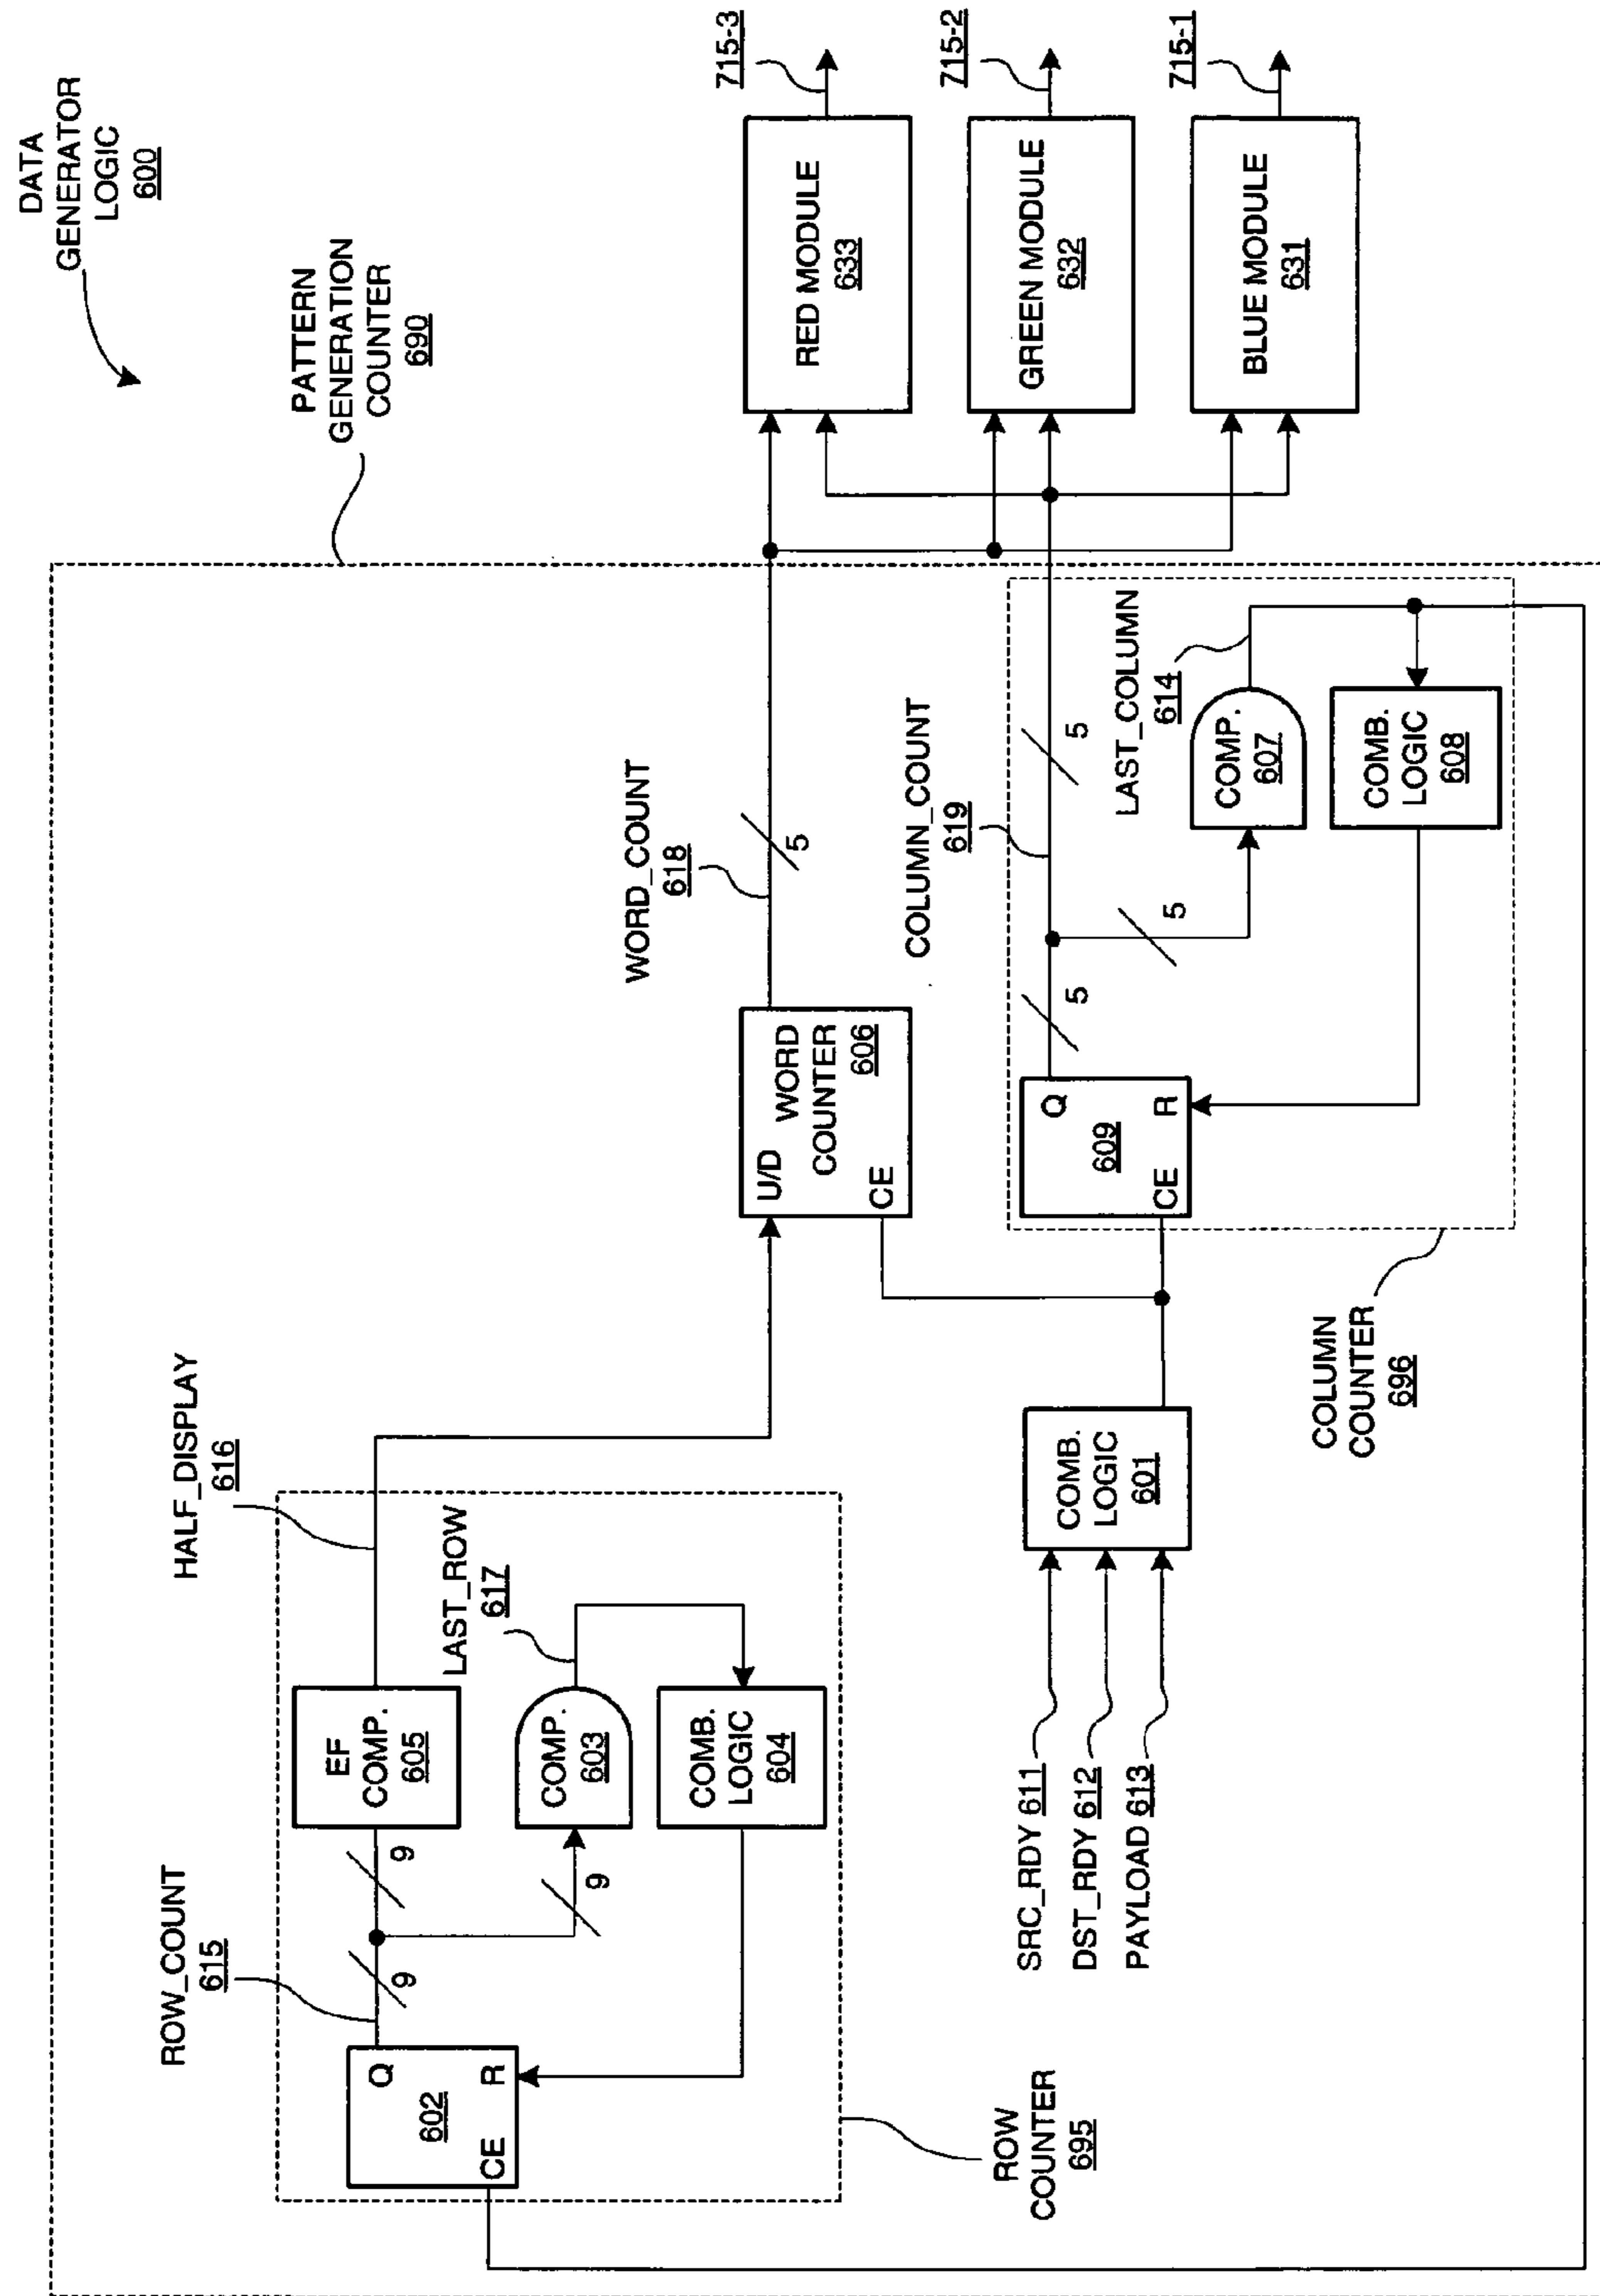 DATA
GENERATOR
LOGIC
600
PATTERN
GENERATION
COUNTER
690
ROW_COUNT
615
HALF_DISPLAY
616
602
Q
CE
R
9
9
9
EF
COMP.
605
LAST_ROW
617
COMP.
603
COMB.
LOGIC
604
ROW
COUNTER
695
WORD_COUNT
618
U/D
WORD
COUNTER
606
CE
5
SRC_RDY 611
DST_RDY 612
PAYLOAD 613
COMB.
LOGIC
601
COLUMN_COUNT
619
609
Q
CE
R
5
5
5
LAST_COLUMN
614
COMP.
607
COMB.
LOGIC
608
COLUMN
COUNTER
696
RED MODULE
633
715-3
GREEN MODULE
632
715-2
BLUE MODULE
631
715-1